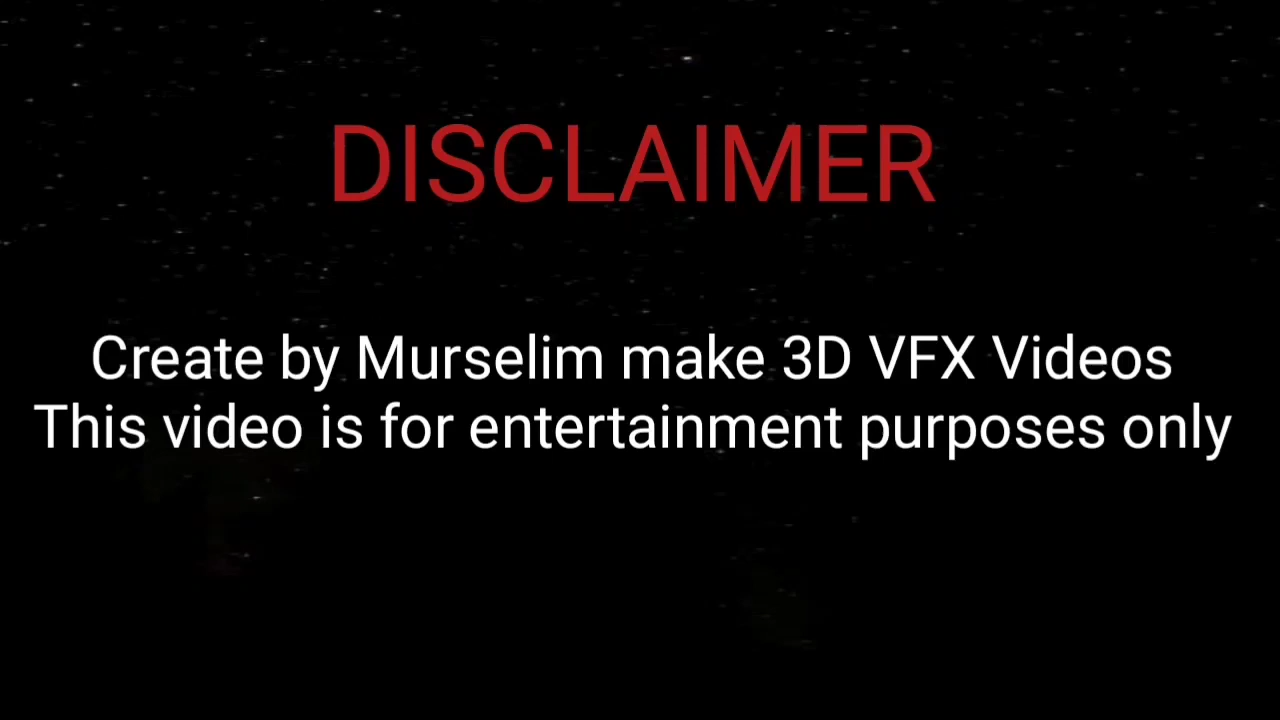 DISCLAIMER
Create by Murselim make 3D VFX Videos
This video is for entertainment purposes only